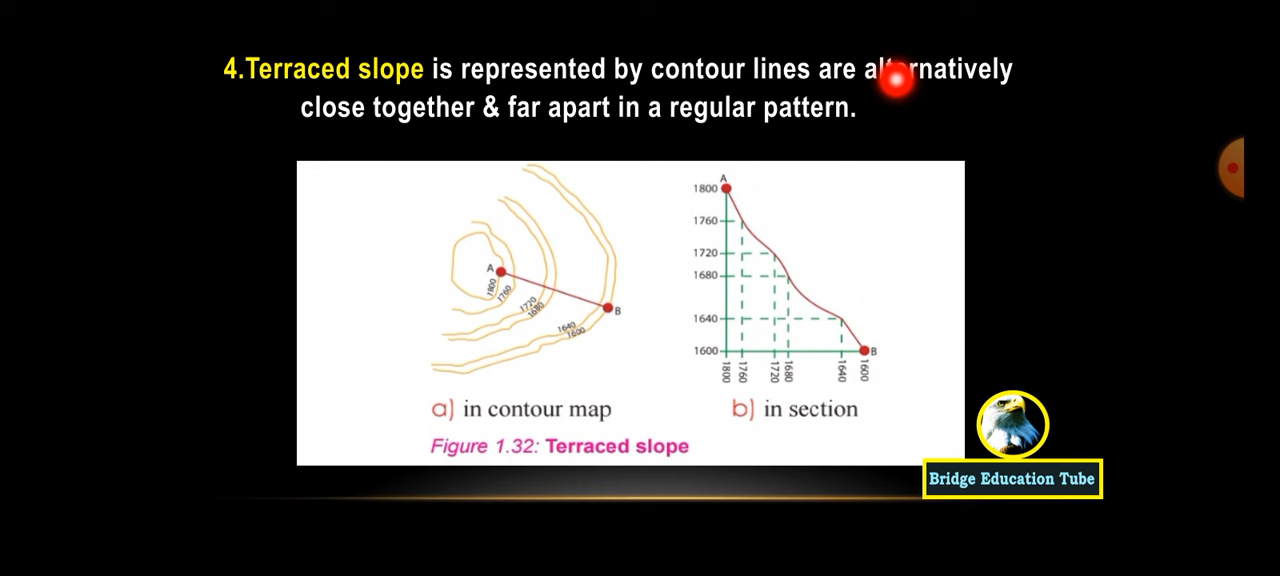 4.Terraced slope is represented by contour lines are alternatively
close together & far apart in a regular pattern.
A
1800
1760
1720
1680
1640
1600
B
A
1800
1760
1720
1680
1640
1600
B
1800
1760
1720
1680
1640
1600
a) in contour map
b) in section
Figure 1.32: Terraced slope
Bridge Education Tube